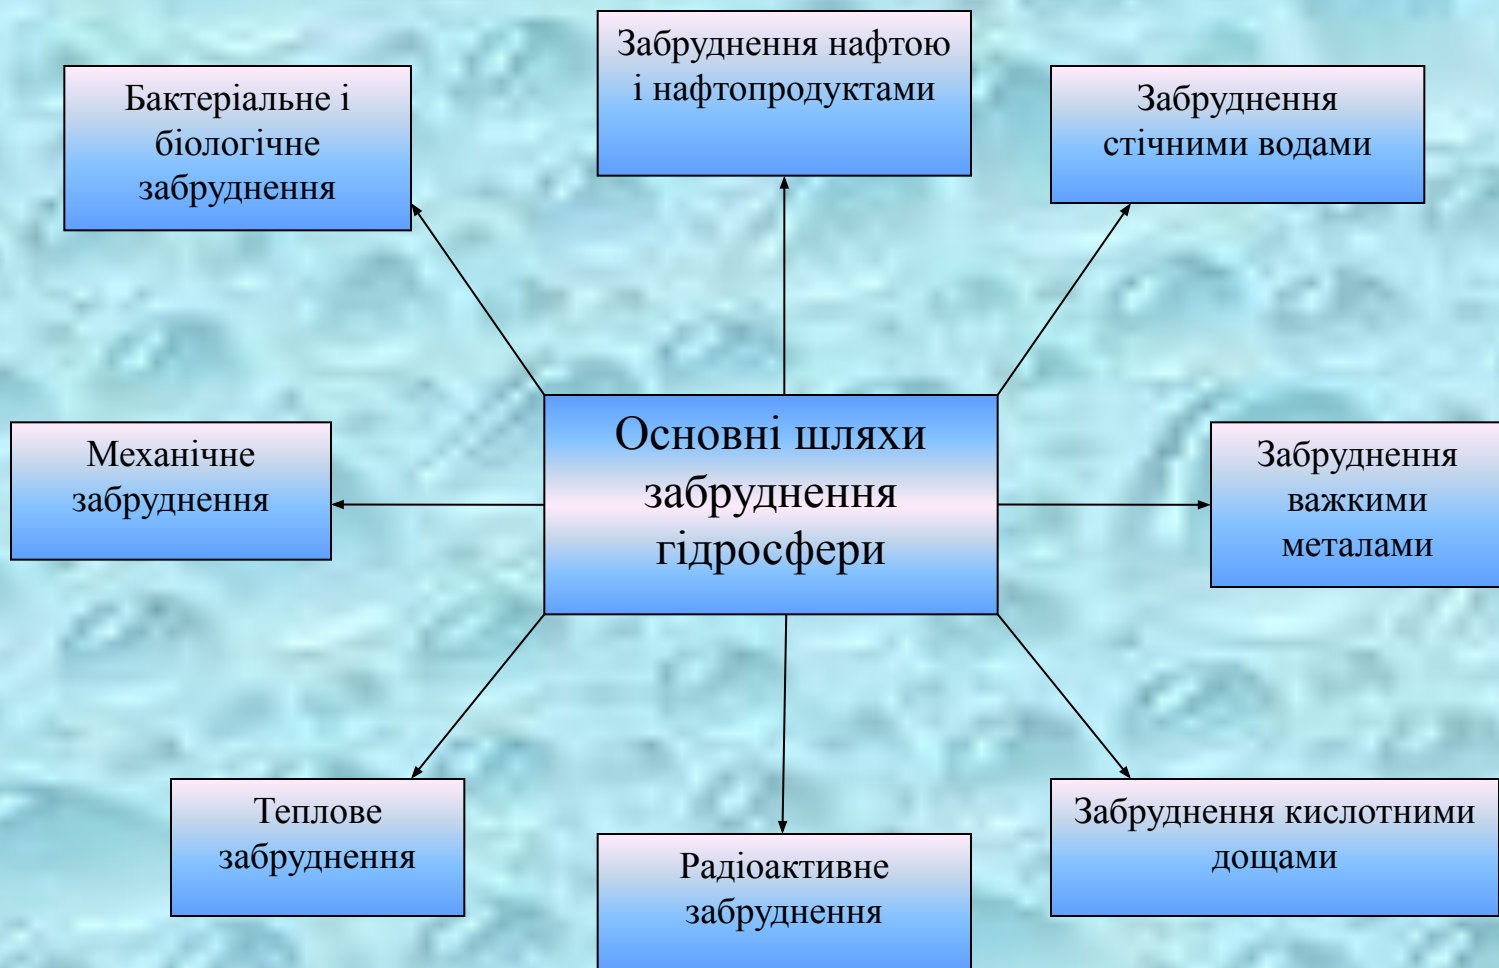 Забруднення нафтою
і нафтопродуктами
Бактеріальне і
біологічне
забруднення
Забруднення
стічними водами
Основні шляхи
забруднення
гідросфери
Механічне
забруднення
Забруднення
важкими
металами
Теплове
забруднення
Радіоактивне
забруднення
Забруднення кислотними
дощами